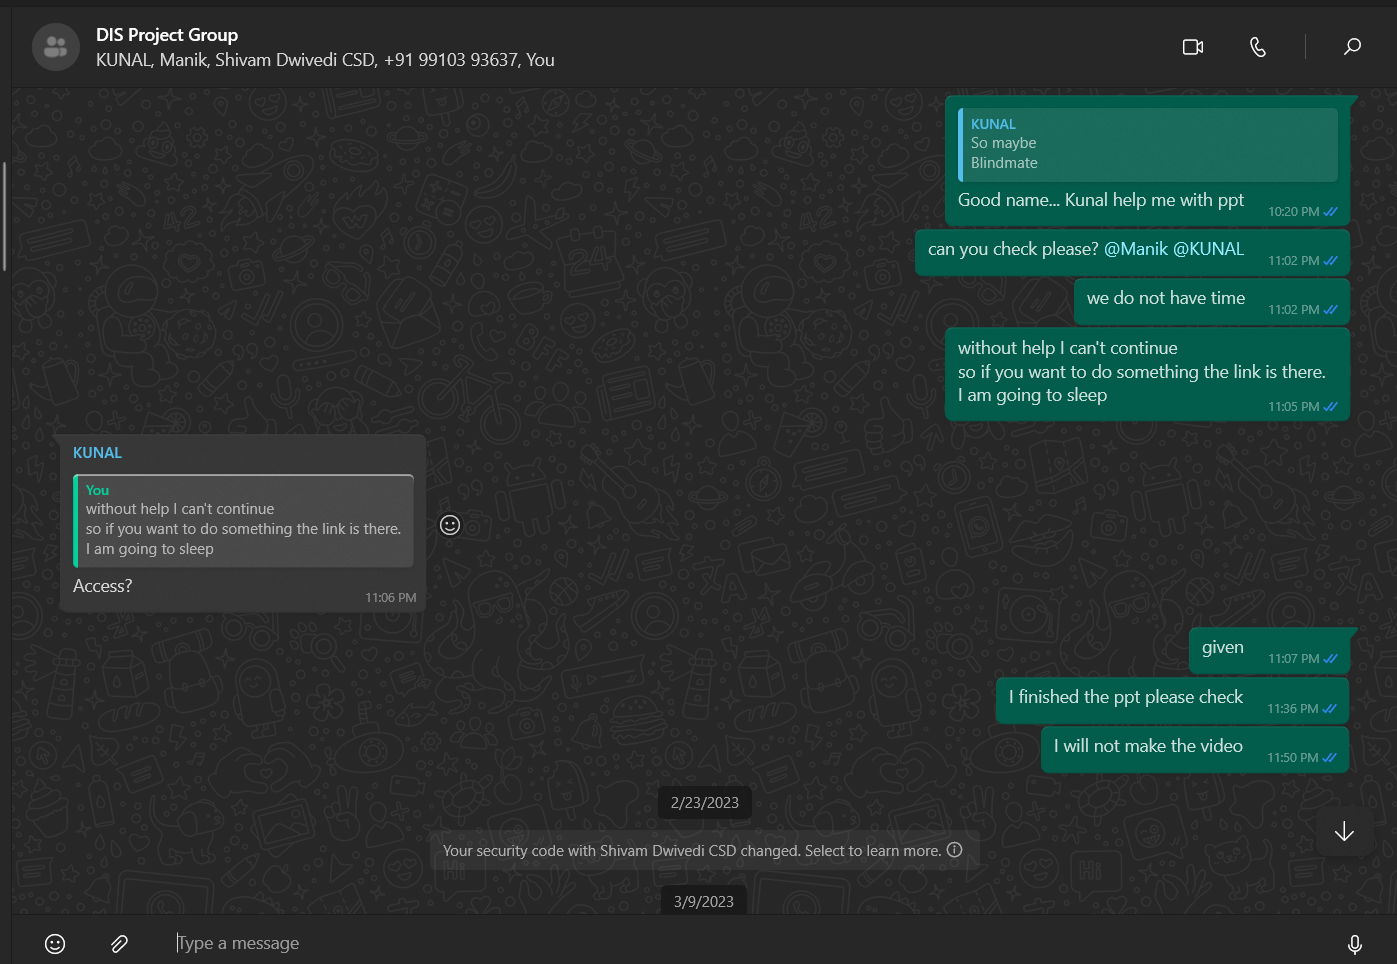 DIS Project Group
KUNAL, Manik, Shivam Dwivedi CSD, +91 99103 93637, You
KUNAL
So maybe
Blindmate
Good name... Kunal help me with ppt
10:20 PM
can you check please? @Manik @KUNAL
11:02 PM
we do not have time
11:02 PM
without help I can't continue
so if you want to do something the link is there.
I am going to sleep
11:05 PM
KUNAL
You
without help I can't continue
so if you want to do something the link is there.
I am going to sleep
Access?
11:06 PM
given
11:07 PM
I finished the ppt please check
11:36 PM
I will not make the video
11:50 PM
2/23/2023
Your security code with Shivam Dwivedi CSD changed. Select to learn more.
3/9/2023
Type a message